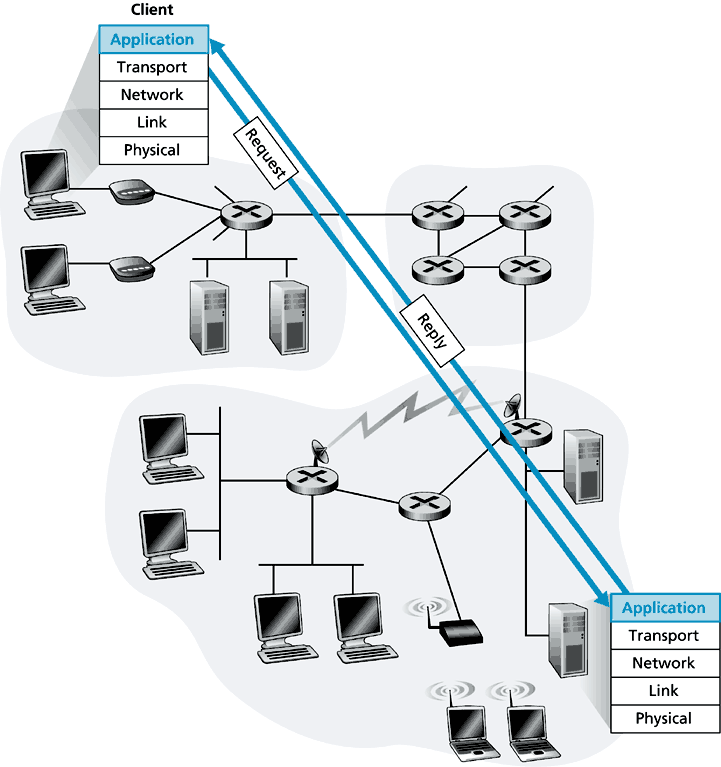 Client
Application
Transport
Network
Link
Physical
Request
Reply
Application
Transport
Network
Link
Physical